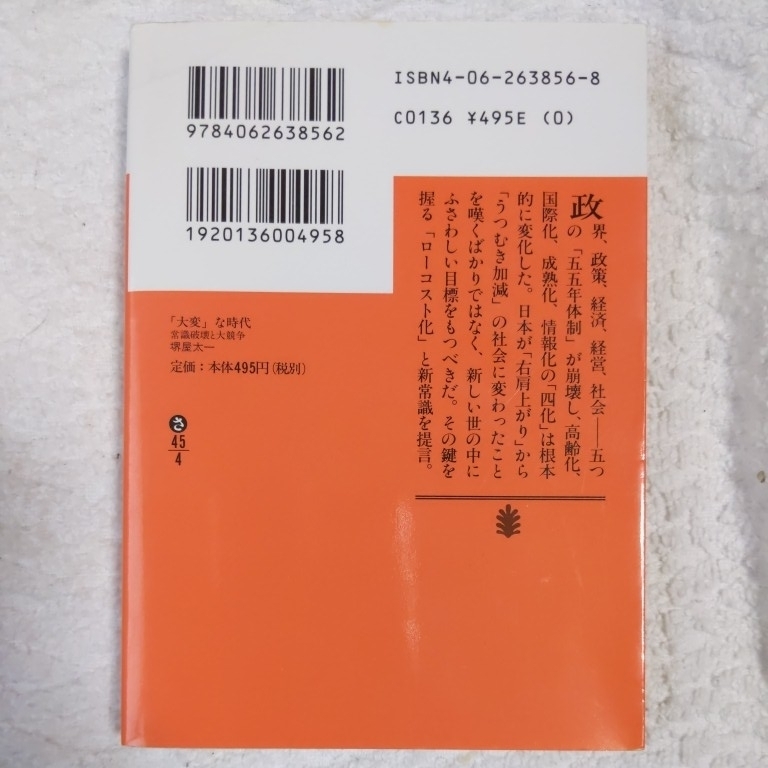 ISBN4-06-263856-8
C0136 ¥495E (0)
9784062638562
1920136004958
政界、政策、経済、経営、社会——五つ
の「五五年体制」が崩壊し、高齢化、
国際化、成熟化、情報化の「四化」は根本
的に変化した。日本が「右肩上がり」から
「うつむき加減」の社会に変わったこと
を嘆くばかりではなく、新しい世の中に
ふさわしい目標をもつべきだ。その鍵を
握る「ローコスト化」と新常識を提言。
「大変」な時代
常識破壊と大競争
堺屋太一
定価：本体495円(税別)
さ
45
4